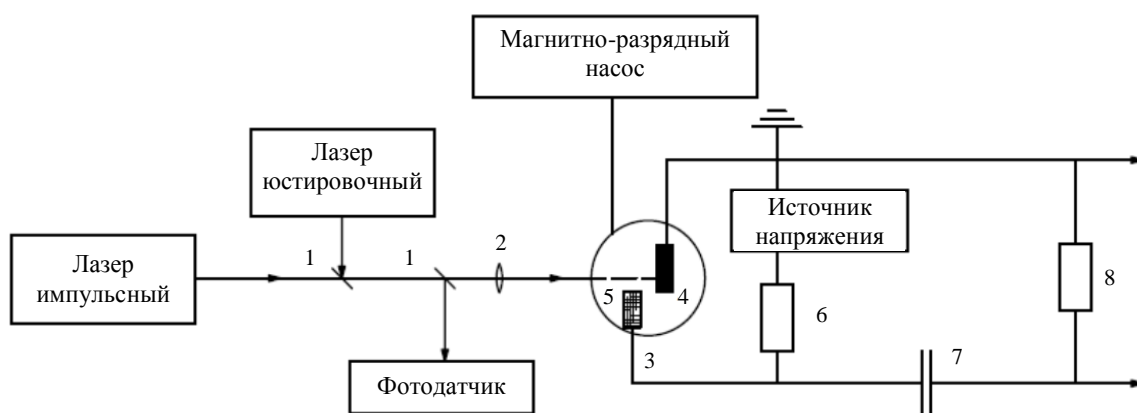 Магнитно-разрядный
насос
Лазер
юстировочный
Источник
напряжения
Лазер
импульсный
1
1
2
5
4
3
6
7
8
Фотодатчик